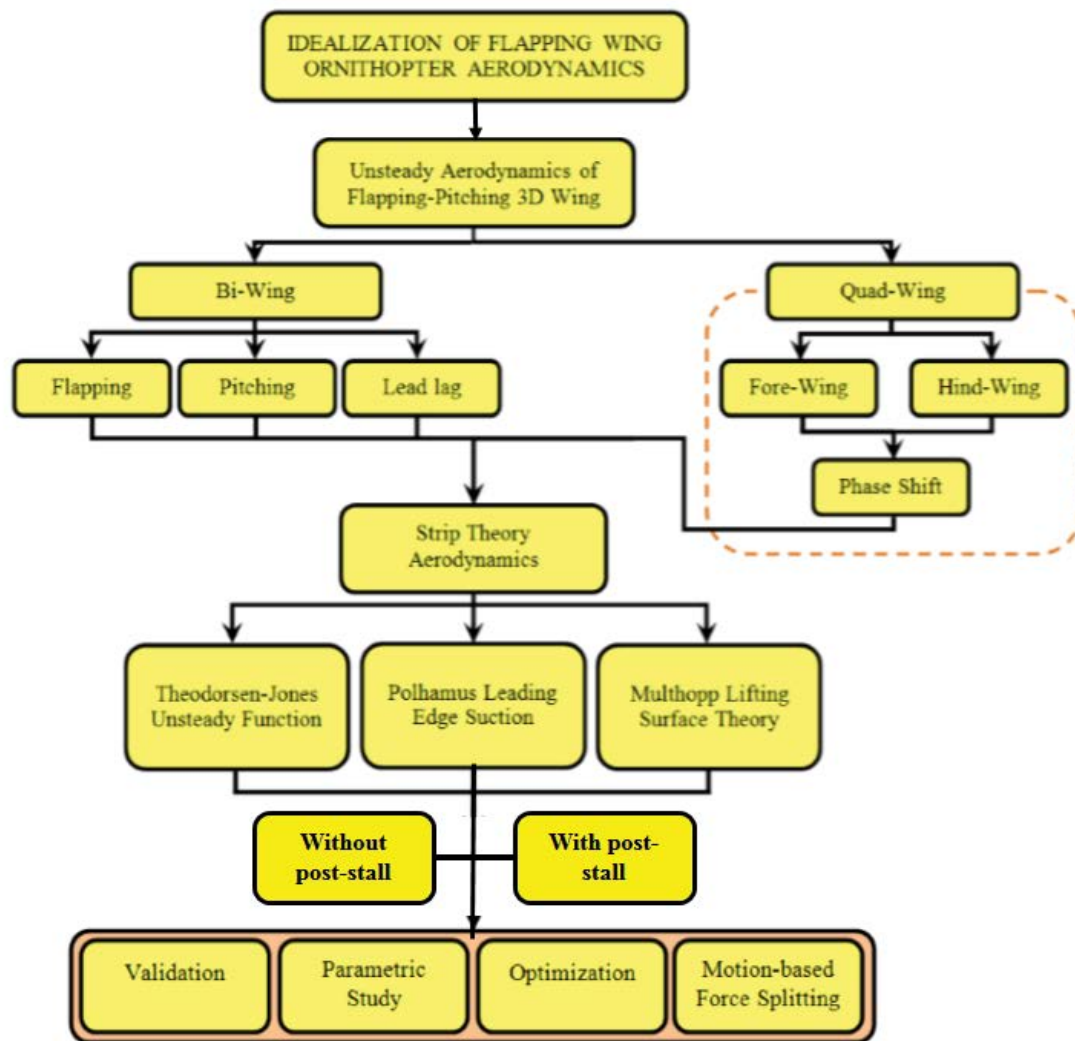 IDEALIZATION OF FLAPPING WING
ORNITHOPTER AERODYNAMICS
Unsteady Aerodynamics of
Flapping-Pitching 3D Wing
Bi-Wing
Quad-Wing
Flapping
Pitching
Lead lag
Fore-Wing
Hind-Wing
Phase Shift
Strip Theory
Aerodynamics
Theodorsen-Jones
Unsteady Function
Polhamus Leading
Edge Suction
Multhopp Lifting
Surface Theory
Without
post-stall
With post-
stall
Validation
Parametric
Study
Optimization
Motion-based
Force Splitting